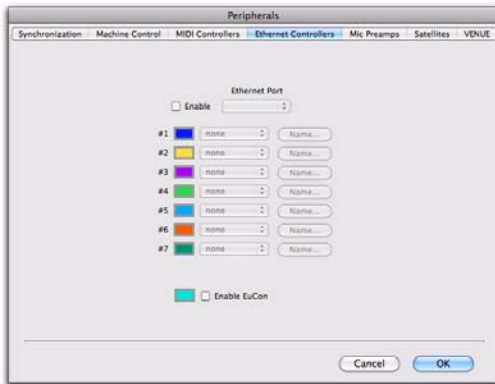 Peripherals
Synchronization Machine Control MIDI Controllers Ethernet Controllers Mic Preamps Satellites VENUE
Ethernet Port
Enable
#1 none Name...
#2 none Name...
#3 none Name...
#4 none Name...
#5 none Name...
#6 none Name...
#7 none Name...
Enable EuCon
Cancel OK